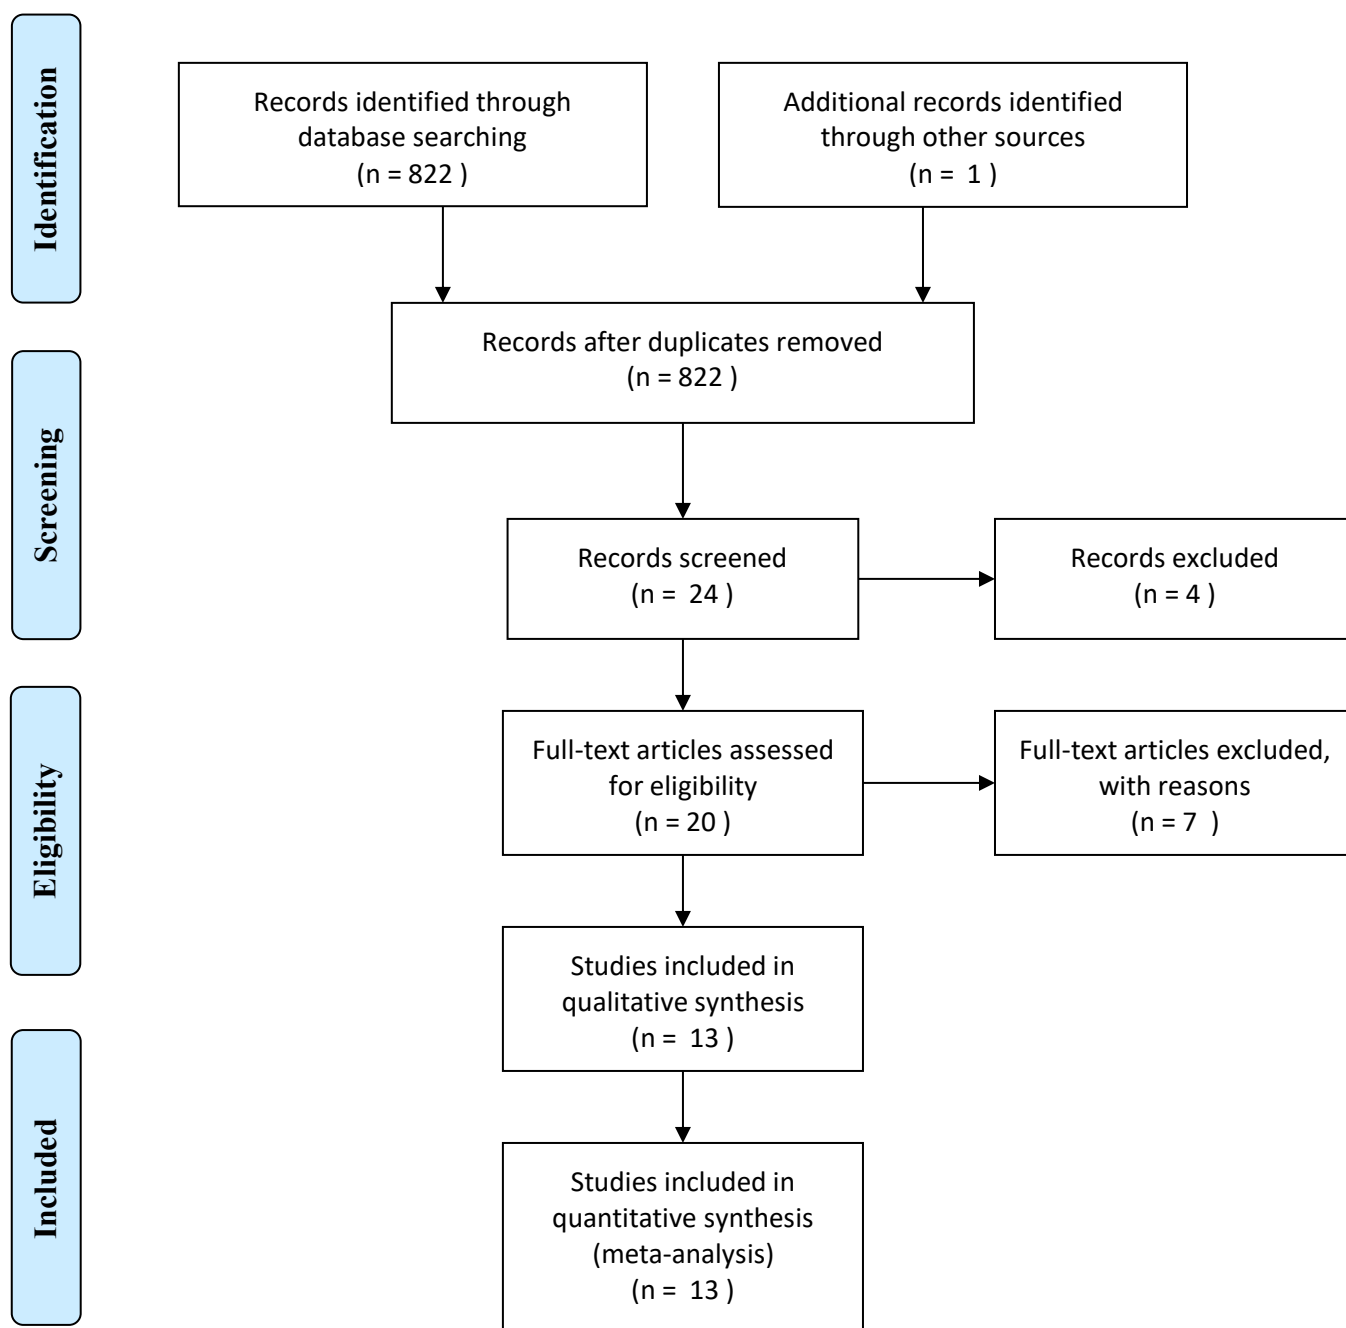 Identification
Records identified through
database searching
(n = 822 )
Additional records identified
through other sources
(n =  1 )
Records after duplicates removed
(n = 822 )
Screening
Records screened
(n =  24 )
Records excluded
(n = 4 )
Eligibility
Full-text articles assessed
for eligibility
(n = 20 )
Full-text articles excluded,
with reasons
(n = 7  )
Studies included in
qualitative synthesis
(n =  13 )
Included
Studies included in
quantitative synthesis
(meta-analysis)
(n =  13 )